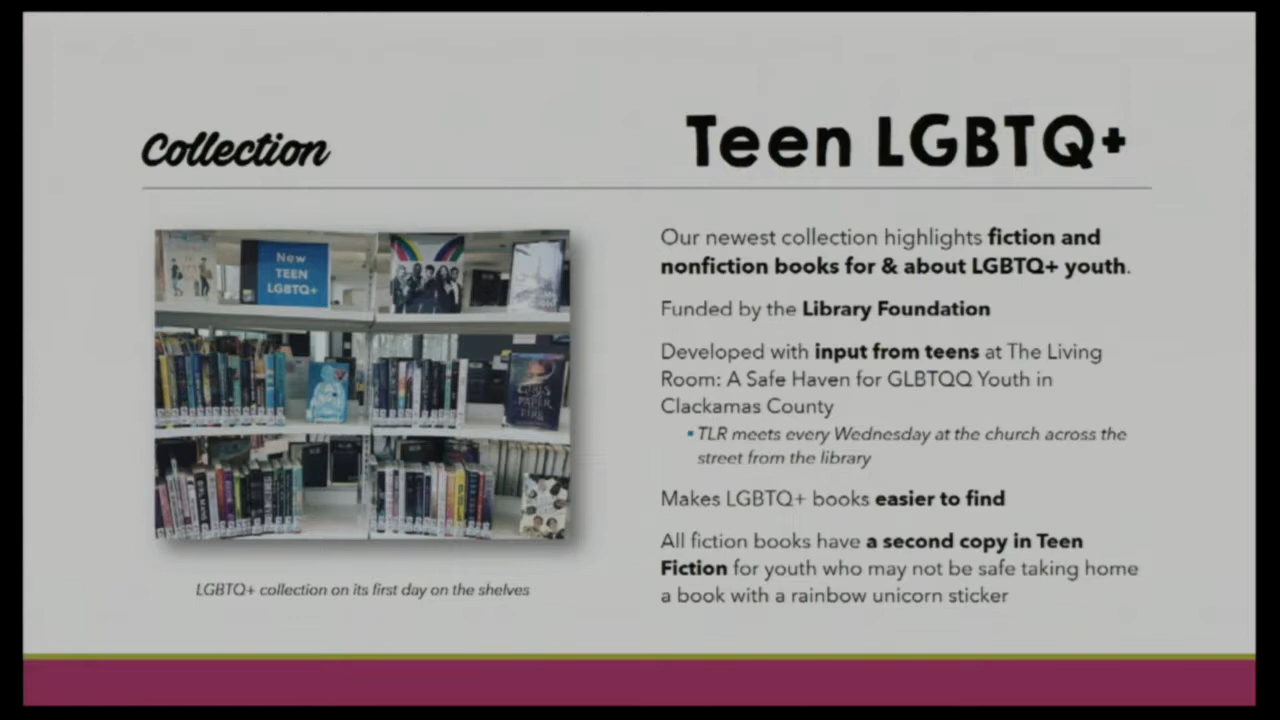 Collection
Teen LGBTQ+
New
TEEN
LGBTQ+
Our newest collection highlights fiction and
nonfiction books for & about LGBTQ+ youth.
Funded by the Library Foundation
Developed with input from teens at The Living
Room: A Safe Haven for GLBTQQ Youth in
Clackamas County
▪ TLR meets every Wednesday at the church across the
street from the library
Makes LGBTQ+ books easier to find
All fiction books have a second copy in Teen
Fiction for youth who may not be safe taking home
a book with a rainbow unicorn sticker
LGBTQ+ collection on its first day on the shelves